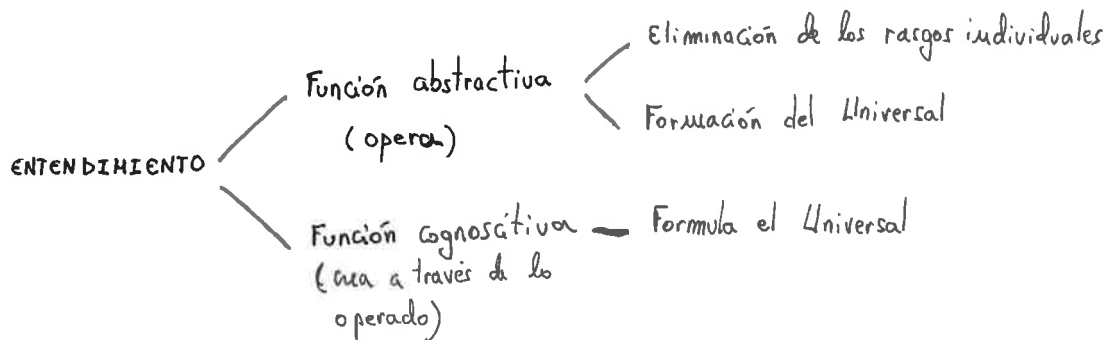 Eliminación de los rasgos individuales
Función abstractiva
(opera)
Formación del Universal
ENTENDIMIENTO
Función cognoscitiva — Formula el Universal
(crea a través de lo
operado)